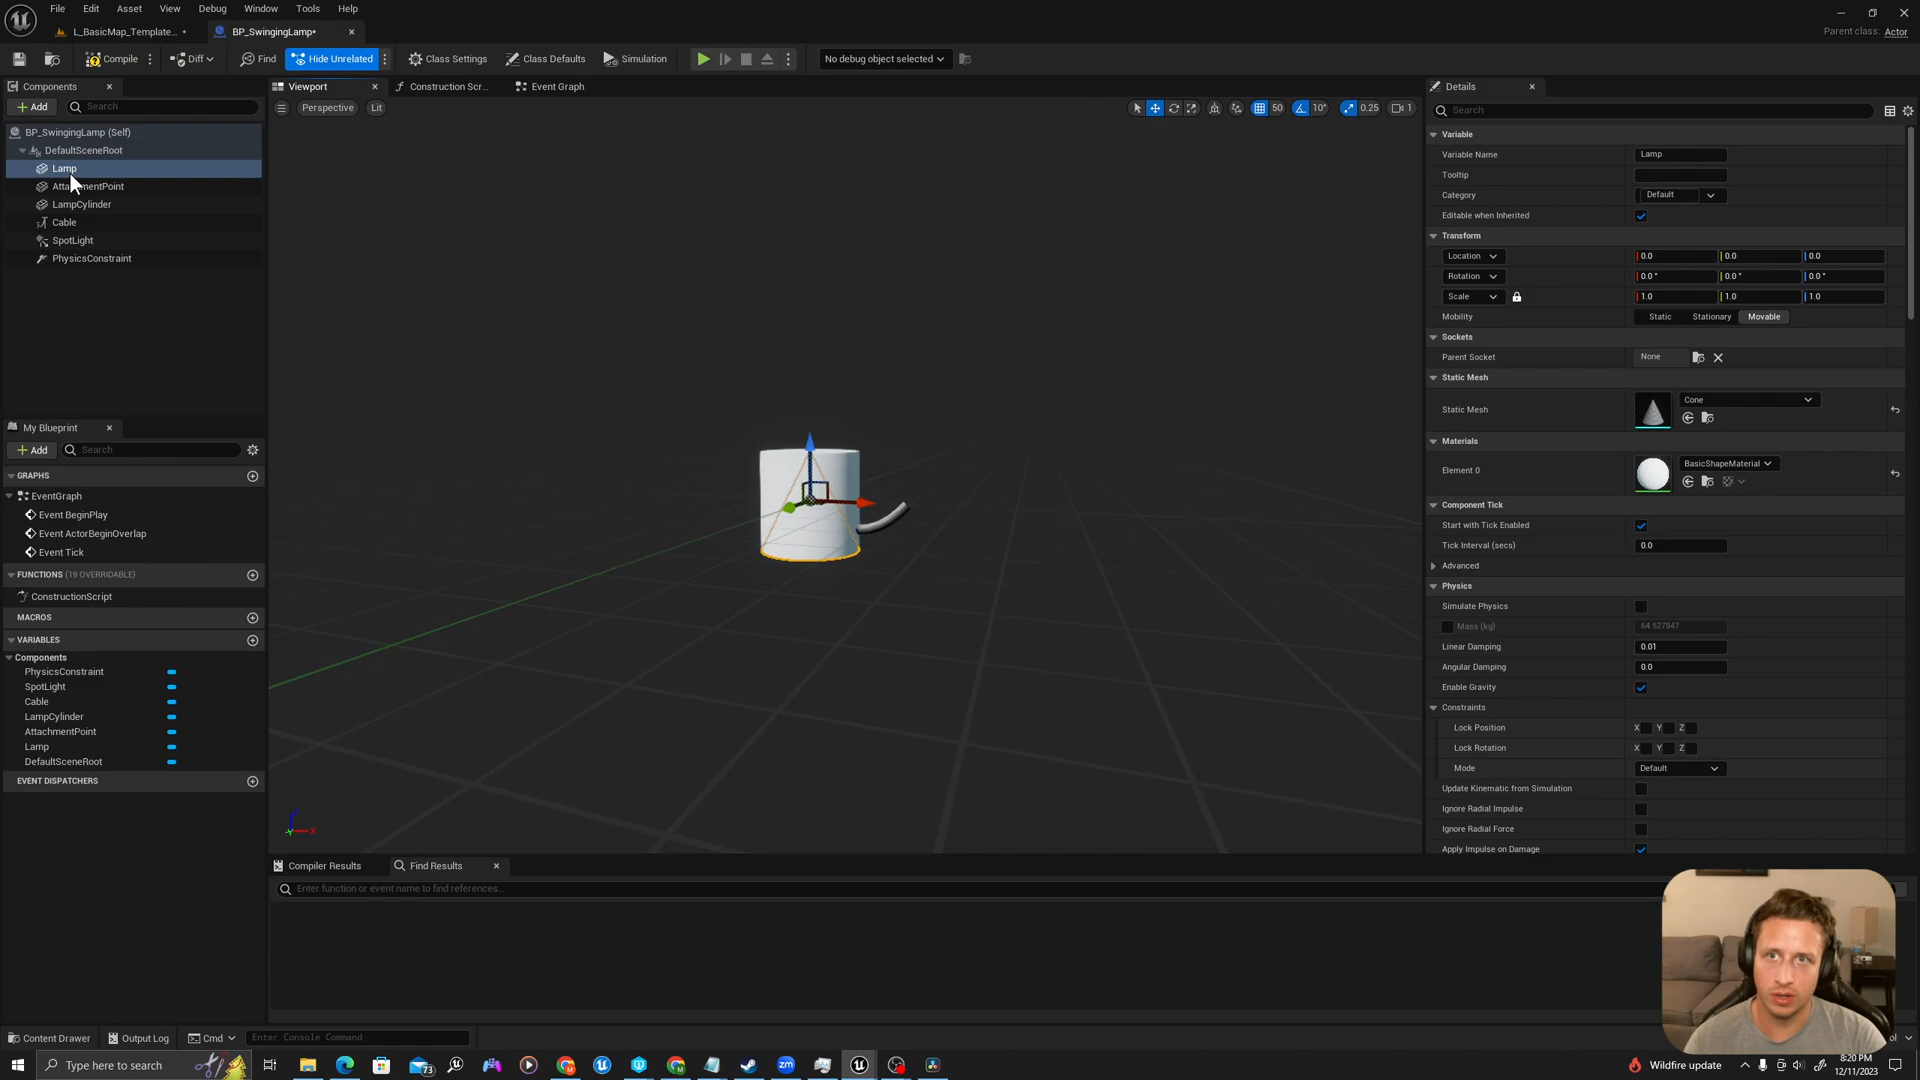 File Edit Asset View Debug Window Tools Help
L_BasicMap_Template... •
BP_SwingingLamp*
Parent class: Actor
Compile
Diff
Find
Hide Unrelated
Class Settings
Class Defaults
Simulation
No debug object selected
Components
Add
Search
BP_SwingingLamp (Self)
DefaultSceneRoot
Lamp
AttachmentPoint
LampCylinder
Cable
SpotLight
PhysicsConstraint
My Blueprint
Add
Search
GRAPHS
EventGraph
Event BeginPlay
Event ActorBeginOverlap
Event Tick
FUNCTIONS (19 OVERRIDABLE)
ConstructionScript
MACROS
VARIABLES
Components
PhysicsConstraint
SpotLight
Cable
LampCylinder
AttachmentPoint
Lamp
DefaultSceneRoot
EVENT DISPATCHERS
Viewport
Construction Scr...
Event Graph
Perspective
Lit
50
10°
0.25
1
X
Compiler Results
Find Results
Enter function or event name to find references...
Details
Search
Variable
Variable Name Lamp
Tooltip
Category Default
Editable when Inherited
Transform
Location 0.0 0.0 0.0
Rotation 0.0 ° 0.0 ° 0.0 °
Scale 1.0 1.0 1.0
Mobility Static Stationary Movable
Sockets
Parent Socket None
Static Mesh
Static Mesh Cone
Materials
Element 0 BasicShapeMaterial
Component Tick
Start with Tick Enabled
Tick Interval (secs) 0.0
Advanced
Physics
Simulate Physics
Mass (kg) 64.527847
Linear Damping 0.01
Angular Damping 0.0
Enable Gravity
Constraints
Lock Position X Y Z
Lock Rotation X Y Z
Mode Default
Update Kinematic from Simulation
Ignore Radial Impulse
Ignore Radial Force
Apply Impulse on Damage
Content Drawer
Output Log
Cmd
Enter Console Command
Type here to search
73
zm
Wildfire update
8:20 PM
12/11/2023